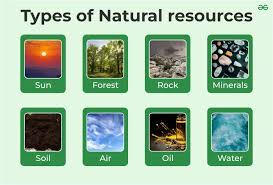 Types of Natural resources
Sun
Forest
Rock
Minerals
Soil
Air
Oil
Water